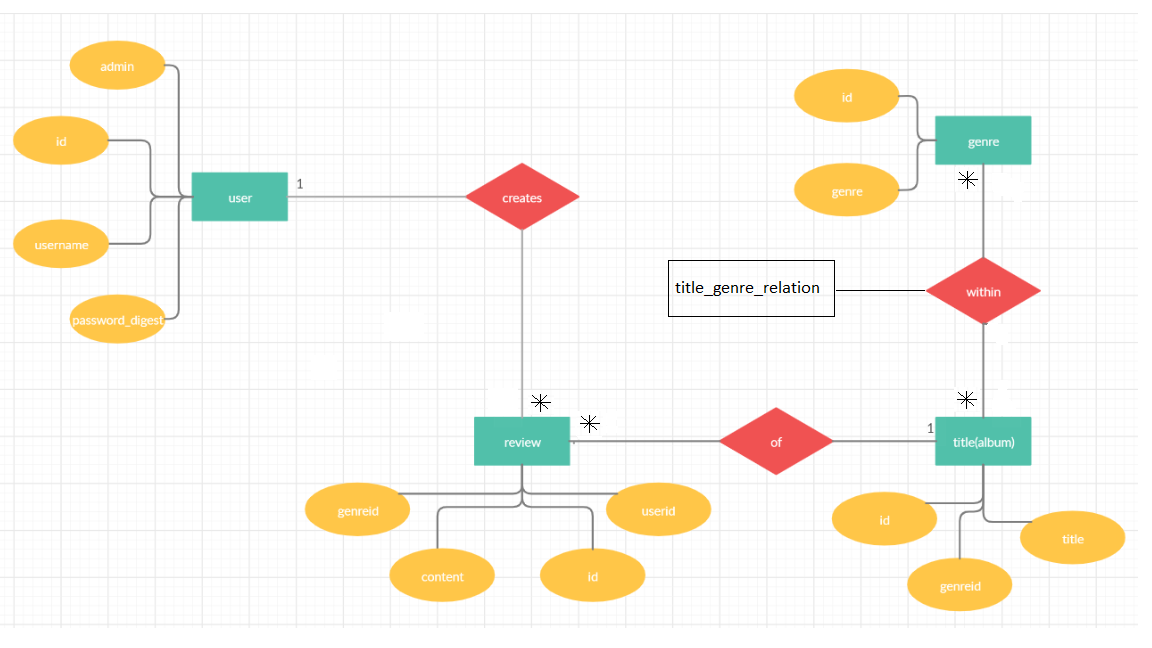 admin
id
username
password_digest
user
1
creates
id
genre
genre
*
title_genre_relation
within
*
*
review
*
of
1
title(album)
genreid
content
id
userid
id
genreid
title